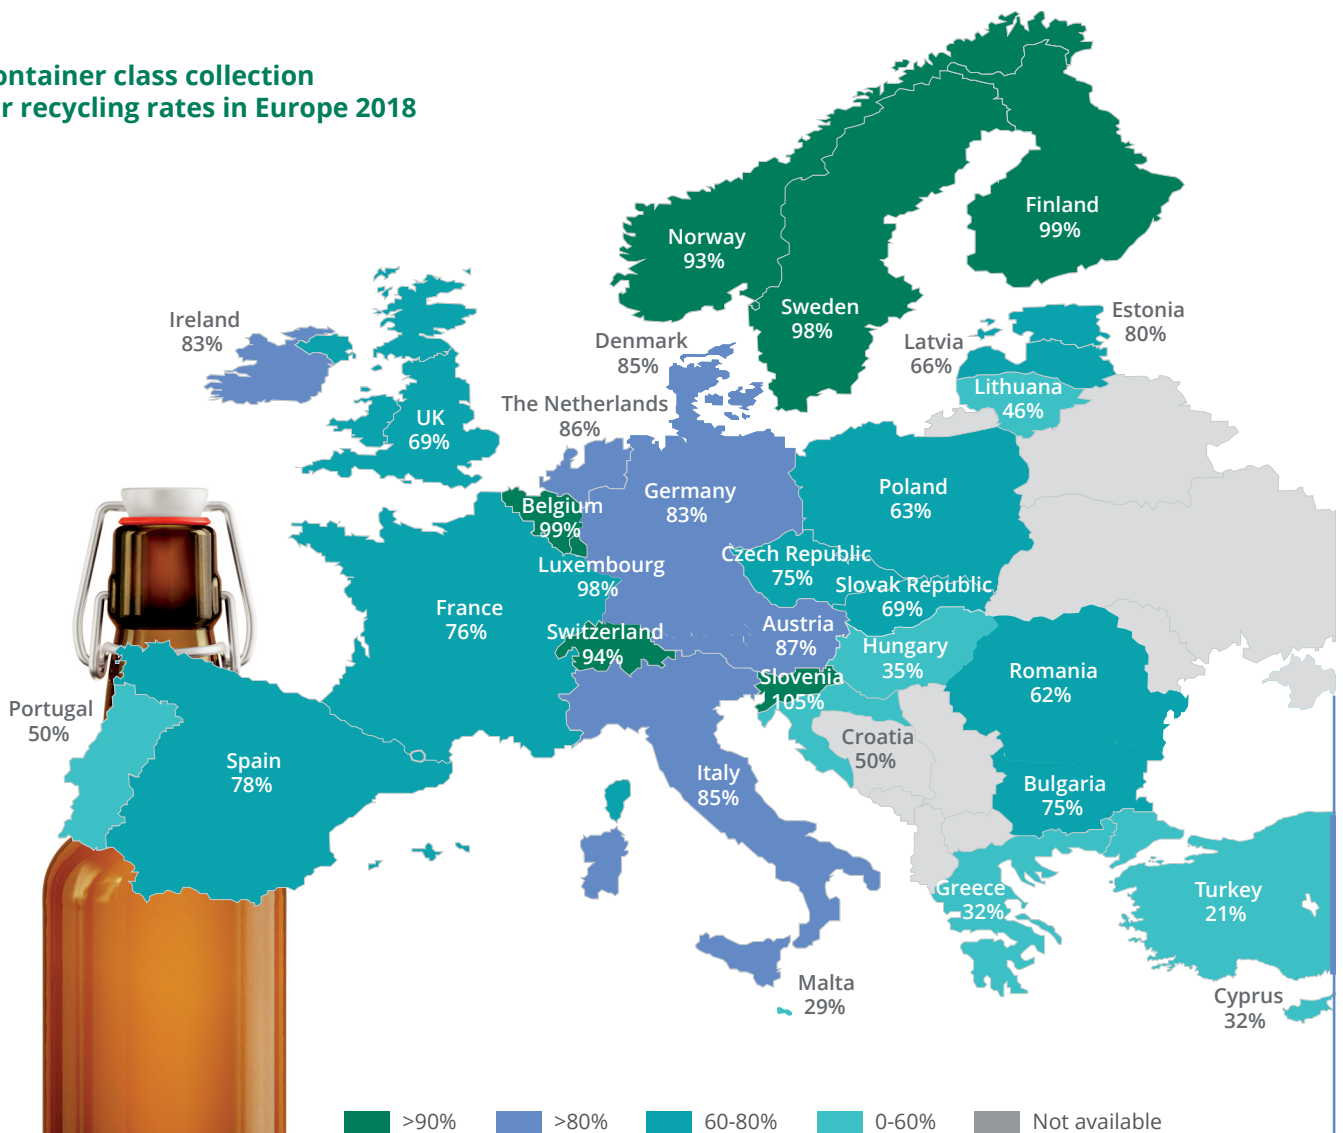 ontainer class collection
r recycling rates in Europe 2018
Norway
93%
Finland
99%
Sweden
98%
Ireland
83%
Denmark
85%
Estonia
80%
Latvia
66%
Lithuana
46%
The Netherlands
86%
UK
69%
Belgium
99%
Germany
83%
Poland
63%
Czech Republic
75%
Luxembourg
98%
Slovak Republic
69%
France
76%
Switzerland
94%
Austria
87%
Hungary
35%
Slovenia
105%
Romania
62%
Portugal
50%
Spain
78%
Croatia
50%
Italy
85%
Bulgaria
75%
Greece
32%
Turkey
21%
Malta
29%
Cyprus
32%
>90%
>80%
60-80%
0-60%
Not available